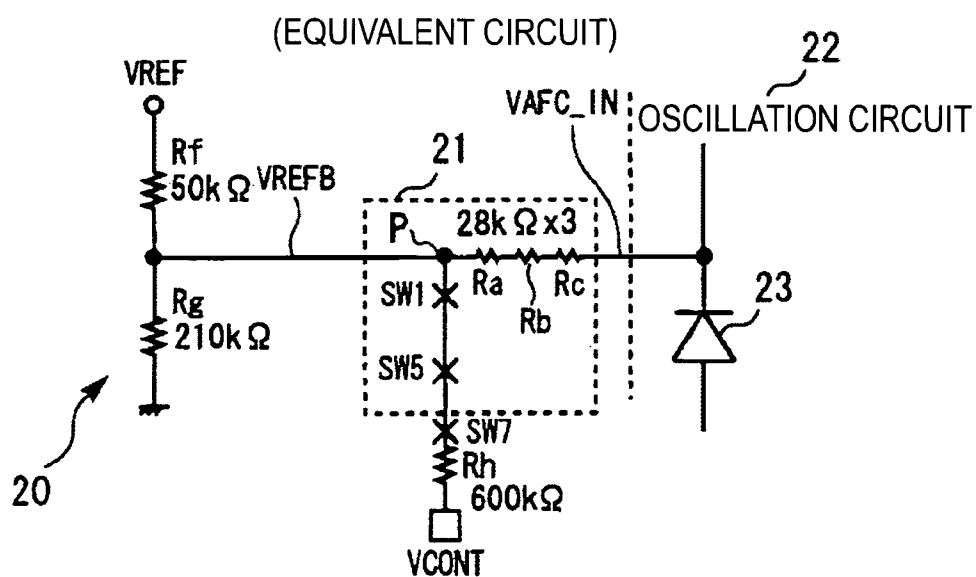 (EQUIVALENT CIRCUIT)
22
VREF
VAFC_IN
OSCILLATION CIRCUIT
Rf
50kΩ
VREFB
21
P
28kΩx3
Ra
Rb
Rc
SW1
23
Rg
210kΩ
SW5
SW7
Rh
600kΩ
20
VCONT